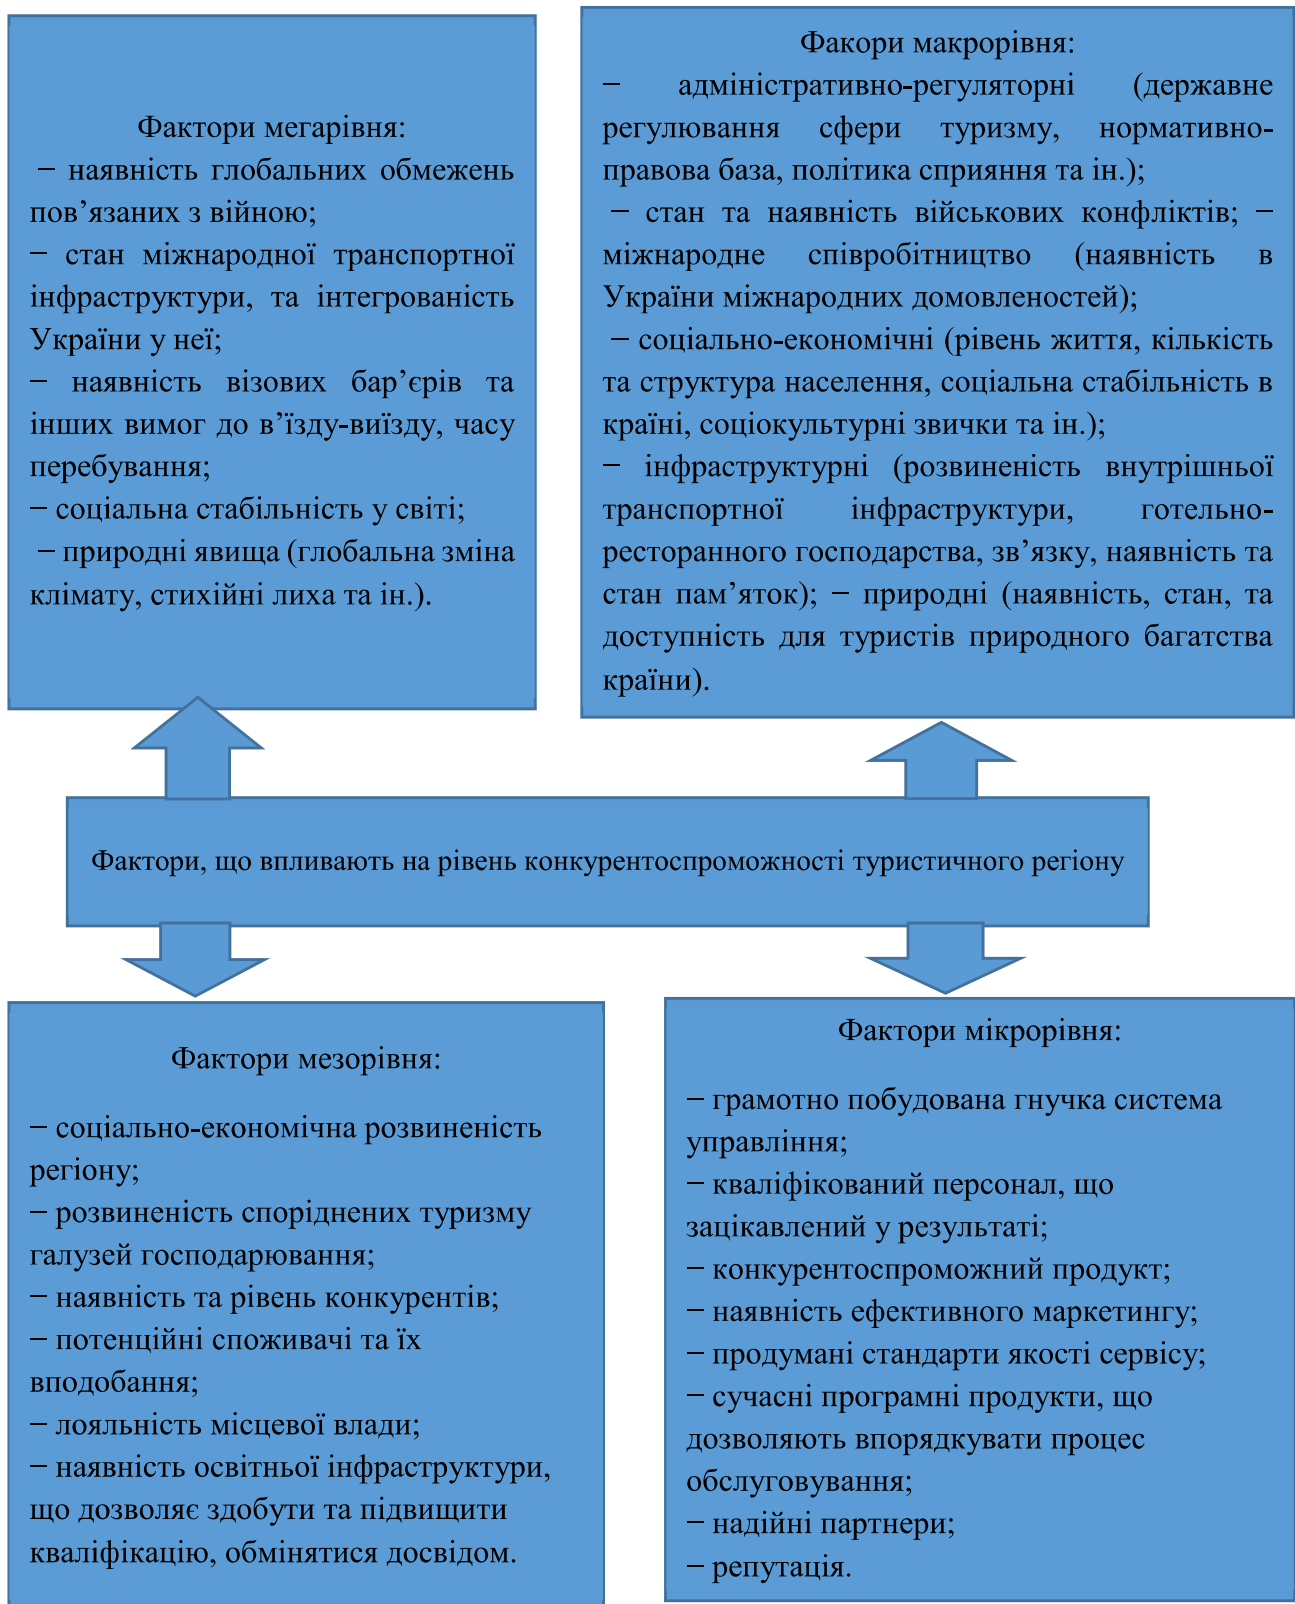 Фактори мегарівня:
− наявність глобальних обмежень
пов’язаних з війною;
− стан міжнародної транспортної
інфраструктури, та інтегрованість
України у неї;
− наявність візових бар’єрів та
інших вимог до в’їзду-виїзду, часу
перебування;
− соціальна стабільність у світі;
− природні явища (глобальна зміна
клімату, стихійні лиха та ін.).
Факори макрорівня:
− адміністративно-регуляторні (державне
регулювання сфери туризму, нормативно-
правова база, політика сприяння та ін.);
− стан та наявність військових конфліктів; −
міжнародне співробітництво (наявність в
України міжнародних домовленостей);
− соціально-економічні (рівень життя, кількість
та структура населення, соціальна стабільність в
країні, соціокультурні звички та ін.);
− інфраструктурні (розвиненість внутрішньої
транспортної інфраструктури, готельно-
ресторанного господарства, зв’язку, наявність та
стан пам’яток); − природні (наявність, стан, та
доступність для туристів природного багатства
країни).
Фактори, що впливають на рівень конкурентоспроможності туристичного регіону
Фактори мезорівня:
− соціально-економічна розвиненість
регіону;
− розвиненість споріднених туризму
галузей господарювання;
− наявність та рівень конкурентів;
− потенційні споживачі та їх
вподобання;
− лояльність місцевої влади;
− наявність освітньої інфраструктури,
що дозволяє здобути та підвищити
кваліфікацію, обмінятися досвідом.
Фактори мікрорівня:
− грамотно побудована гнучка система
управління;
− кваліфікований персонал, що
зацікавлений у результаті;
− конкурентоспроможний продукт;
− наявність ефективного маркетингу;
− продумані стандарти якості сервісу;
− сучасні програмні продукти, що
дозволяють впорядкувати процес
обслуговування;
− надійні партнери;
− репутація.